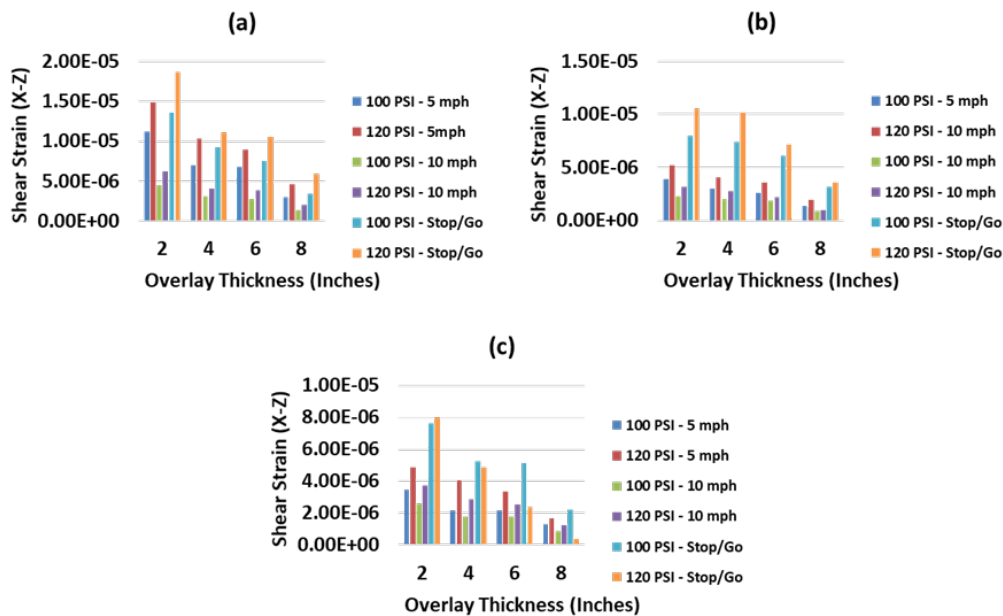 (a)
Shear Strain (X-Z)
2.00E-05
1.50E-05
1.00E-05
5.00E-06
0.00E+00
2 4 6 8
Overlay Thickness (Inches)
100 PSI - 5 mph
120 PSI - 5mph
100 PSI - 10 mph
120 PSI - 10 mph
100 PSI - Stop/Go
120 PSI - Stop/Go
(b)
Shear Strain (X-Z)
1.50E-05
1.00E-05
5.00E-06
0.00E+00
2 4 6 8
Overlay Thickness (Inches)
100 PSI - 5 mph
120 PSI - 10 mph
100 PSI - 10 mph
120 PSI - 10 mph
100 PSI - Stop/Go
120 PSI - Stop/Go
(c)
Shear Strain (X-Z)
1.00E-05
8.00E-06
6.00E-06
4.00E-06
2.00E-06
0.00E+00
2 4 6 8
Overlay Thickness (Inches)
100 PSI - 5 mph
120 PSI - 5 mph
100 PSI - 10 mph
120 PSI - 10 mph
100 PSI - Stop/Go
120 PSI - Stop/Go